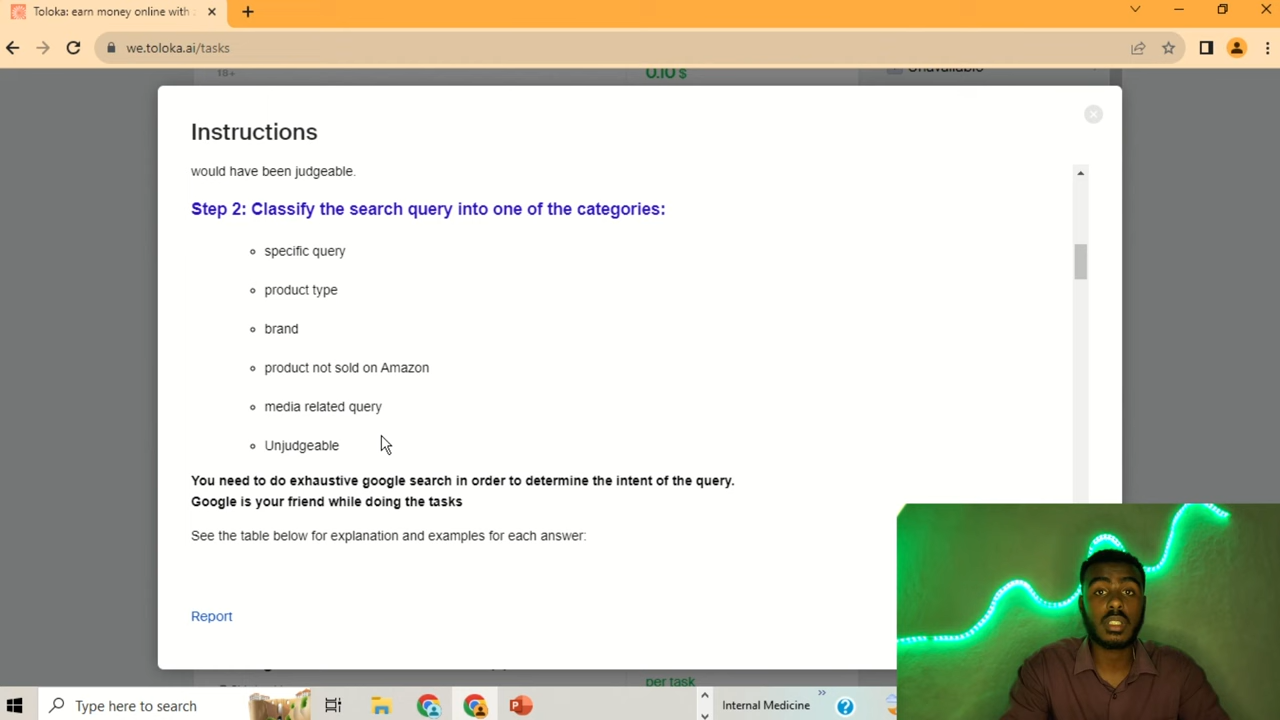 Toloka: earn money online with
we.toloka.ai/tasks
18+
0.10 $
Unavailable
Instructions
would have been judgeable.
Step 2: Classify the search query into one of the categories:
specific query
product type
brand
product not sold on Amazon
media related query
Unjudgeable
You need to do exhaustive google search in order to determine the intent of the query.
Google is your friend while doing the tasks
See the table below for explanation and examples for each answer:
Report
per task
Type here to search
Internal Medicine